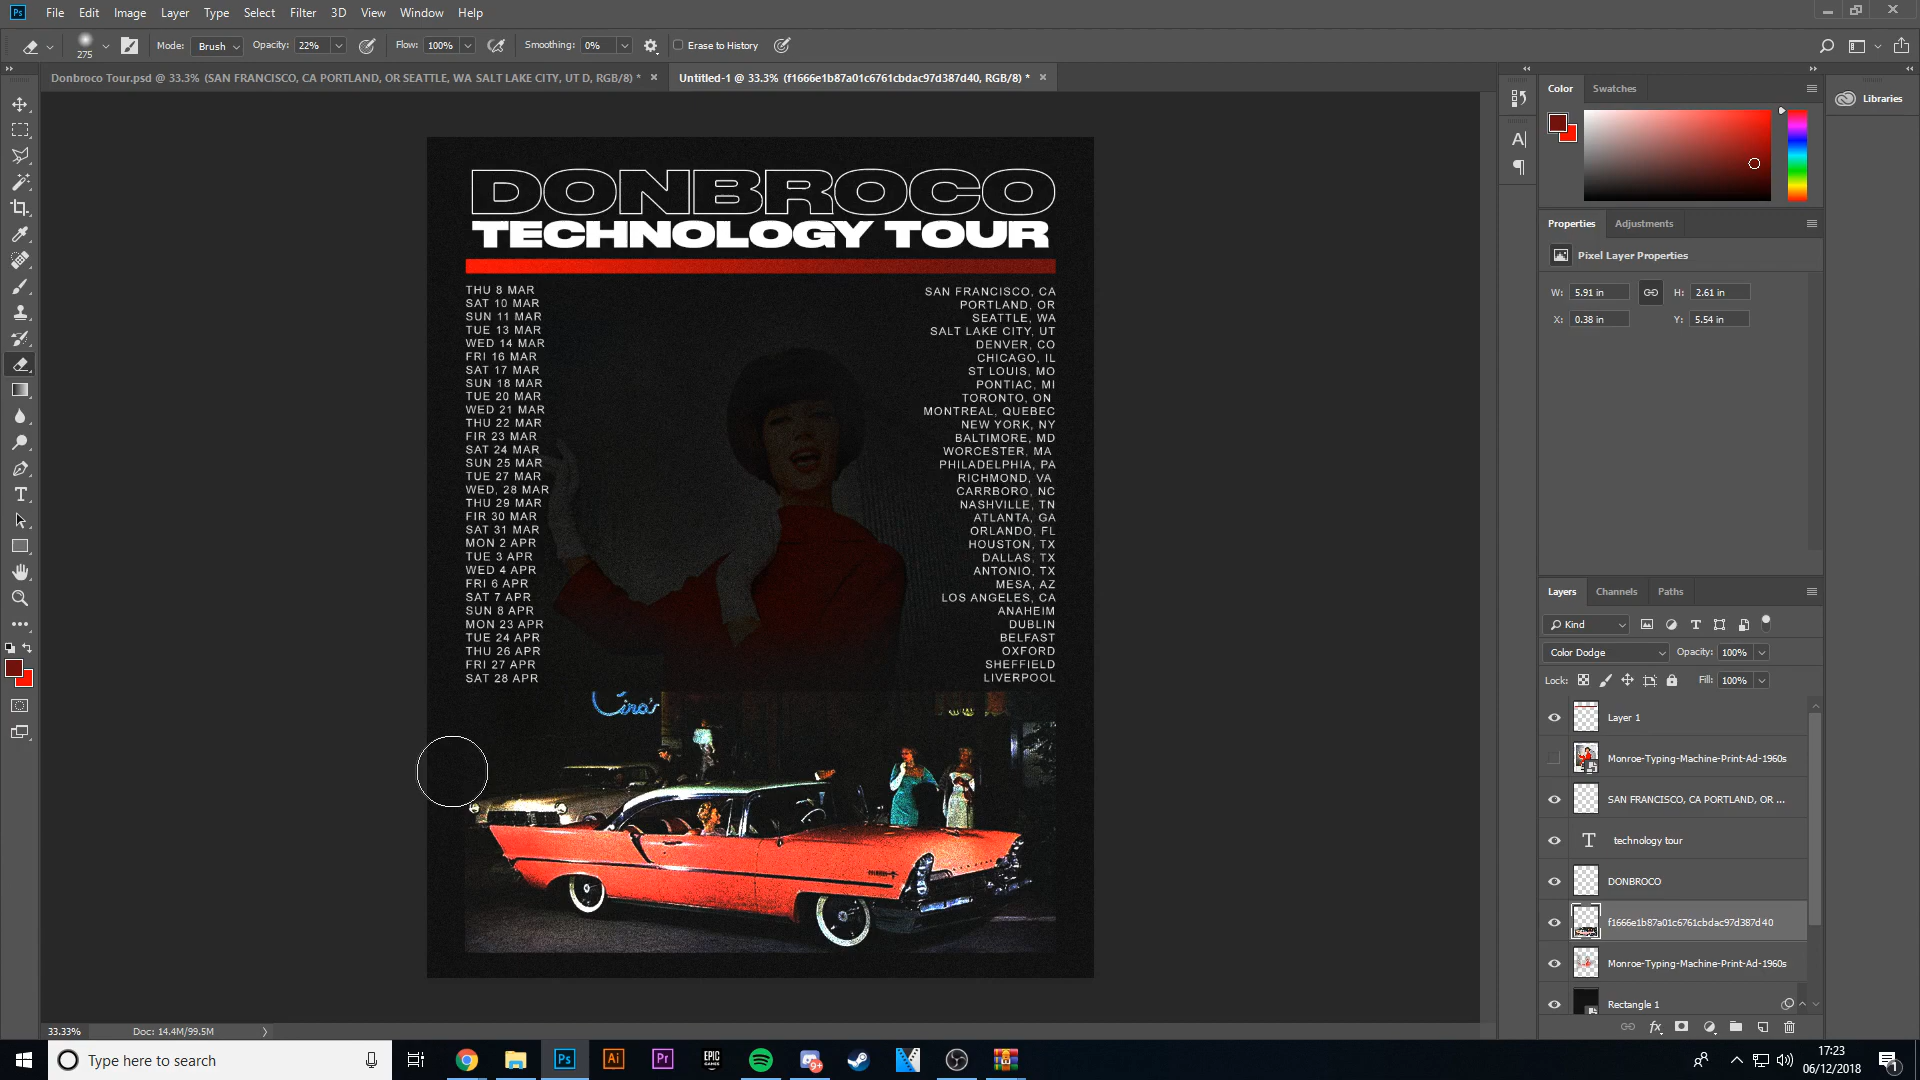 Ps File Edit Image Layer Type Select Filter 3D View Window Help
275 Mode: Brush Opacity: 22% Flow: 100% Smoothing: 0% Erase to History
Donbroco Tour.psd @ 33.3% (SAN FRANCISCO, CA PORTLAND, OR SEATTLE, WA SALT LAKE CITY, UT D, RGB/8) * × Untitled-1 @ 33.3% (f1666e1b87a01c6761cbdac97d387d40, RGB/8) * ×
DONBROCO
TECHNOLOGY TOUR
THU 8 MAR SAN FRANCISCO, CA
SAT 10 MAR PORTLAND, OR
SUN 11 MAR SEATTLE, WA
TUE 13 MAR SALT LAKE CITY, UT
WED 14 MAR DENVER, CO
FRI 16 MAR CHICAGO, IL
SAT 17 MAR ST LOUIS, MO
SUN 18 MAR PONTIAC, MI
TUE 20 MAR TORONTO, ON
WED 21 MAR MONTREAL, QUEBEC
THU 22 MAR NEW YORK, NY
FIR 23 MAR BALTIMORE, MD
SAT 24 MAR WORCESTER, MA
SUN 25 MAR PHILADELPHIA, PA
TUE 27 MAR RICHMOND, VA
WED, 28 MAR CARRBORO, NC
THU 29 MAR NASHVILLE, TN
FIR 30 MAR ATLANTA, GA
SAT 31 MAR ORLANDO, FL
MON 2 APR HOUSTON, TX
TUE 3 APR DALLAS, TX
WED 4 APR ANTONIO, TX
FRI 6 APR MESA, AZ
SAT 7 APR LOS ANGELES, CA
SUN 8 APR ANAHEIM
MON 23 APR DUBLIN
TUE 24 APR BELFAST
THU 26 APR OXFORD
FRI 27 APR SHEFFIELD
SAT 28 APR LIVERPOOL
Ciro's
Color Swatches
Libraries
Properties Adjustments
Pixel Layer Properties
W: 5.91 in H: 2.61 in
X: 0.38 in Y: 5.54 in
Layers Channels Paths
Kind
Color Dodge Opacity: 100%
Lock: Fill: 100%
Layer 1
Monroe-Typing-Machine-Print-Ad-1960s
SAN FRANCISCO, CA PORTLAND, OR ...
technology tour
DONBROCO
f1666e1b87a01c6761cbdac97d387d40
Monroe-Typing-Machine-Print-Ad-1960s
Rectangle 1
fx
33.33% Doc: 14.4M/99.5M
Type here to search
Ps Ai Pr EPIC GAMES 9+
17:23
06/12/2018
1